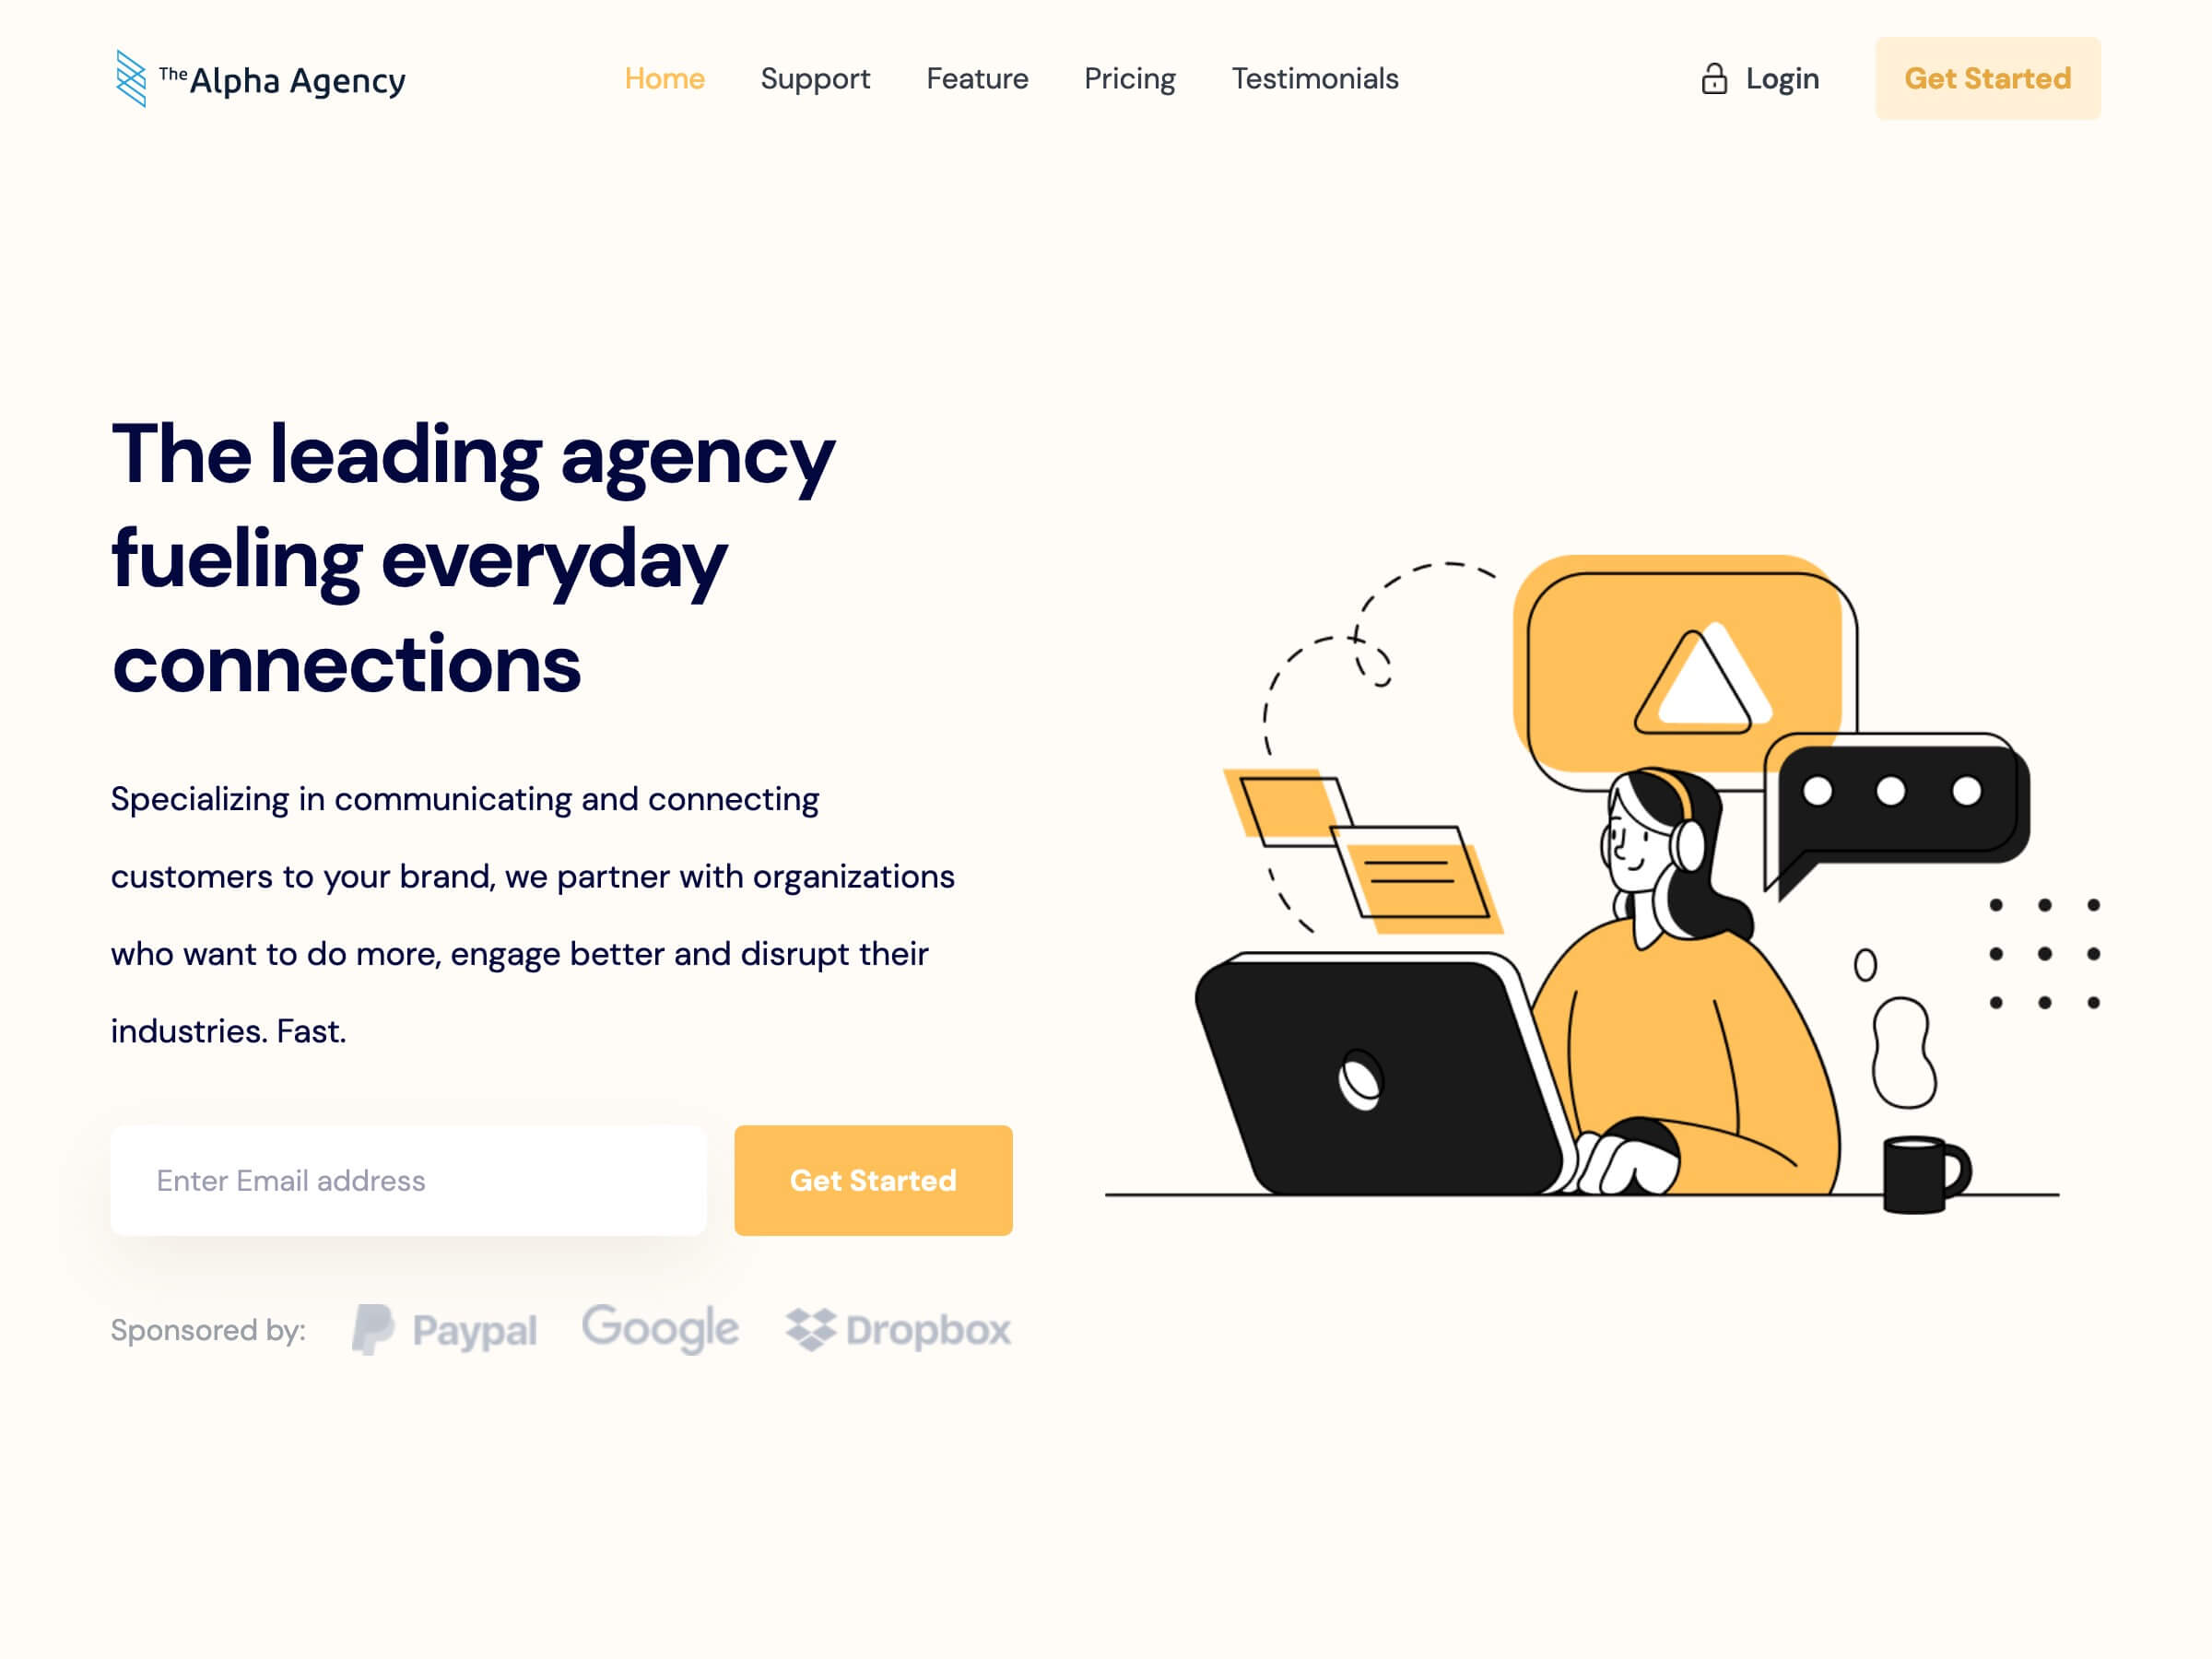 The Alpha Agency
Home Support Feature Pricing Testimonials
Login
Get Started
The leading agency
fueling everyday
connections
Specializing in communicating and connecting
customers to your brand, we partner with organizations
who want to do more, engage better and disrupt their
industries. Fast.
Enter Email address
Get Started
Sponsored by: Paypal Google Dropbox